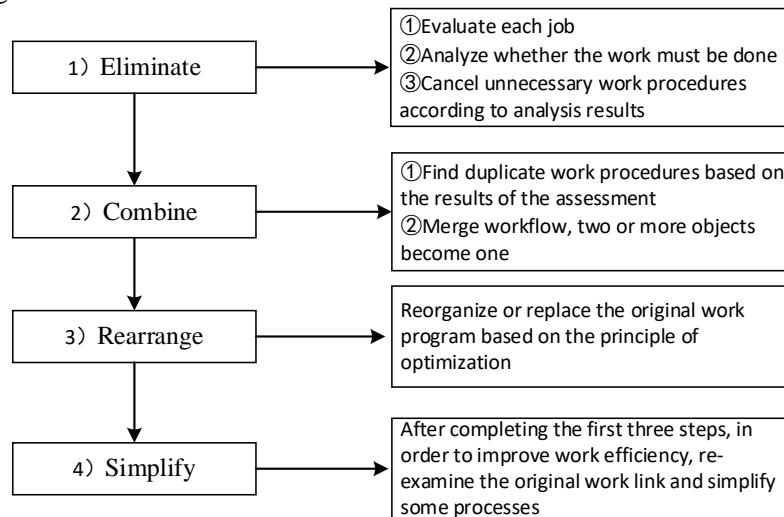 1）Eliminate
①Evaluate each job
②Analyze whether the work must be done
③Cancel unnecessary work procedures
according to analysis results
2）Combine
①Find duplicate work procedures based on
the results of the assessment
②Merge workflow, two or more objects
become one
3）Rearrange
Reorganize or replace the original work
program based on the principle of
optimization
4）Simplify
After completing the first three steps, in
order to improve work efficiency, re-
examine the original work link and simplify
some processes